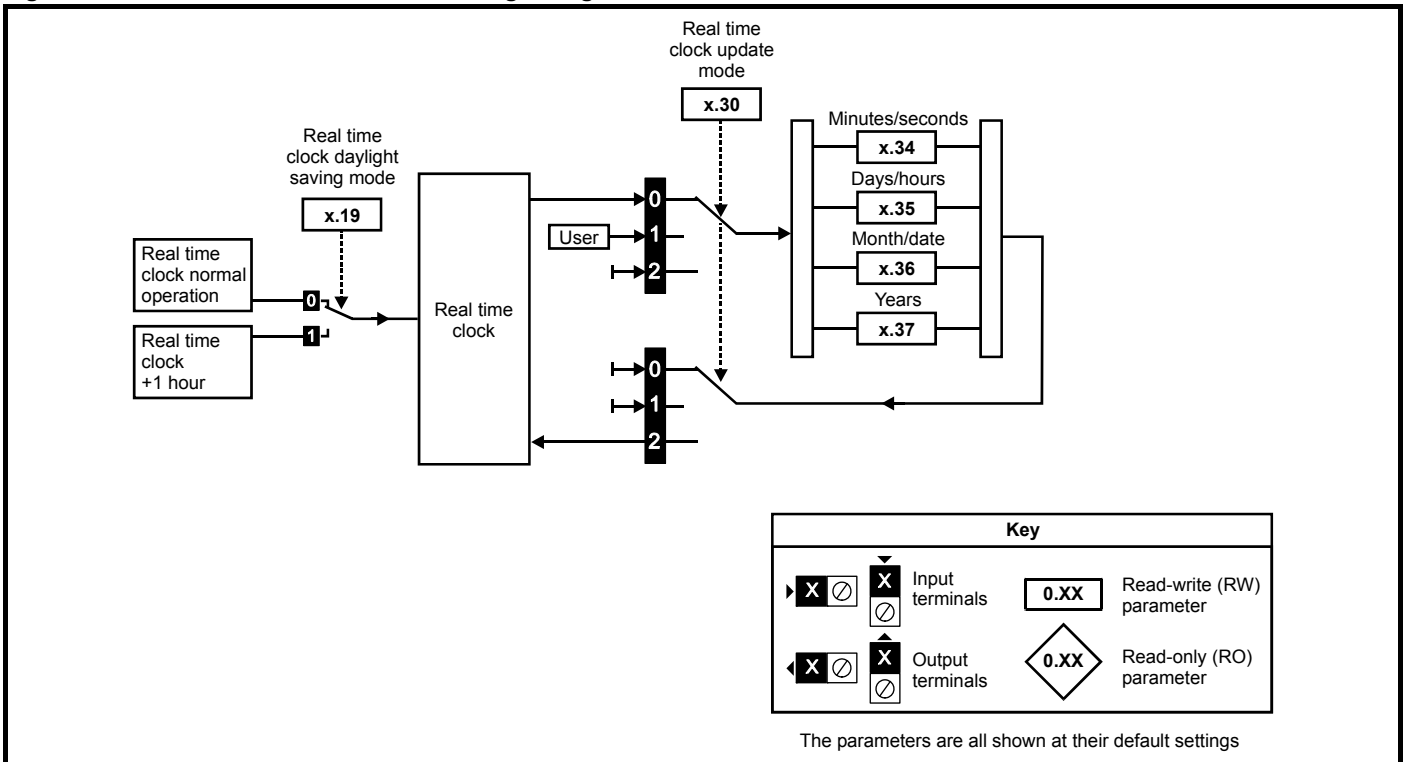 Real time
clock update
mode
x.30
Real time
clock daylight
saving mode
x.19
Real time
clock normal
operation
0
Real time
clock
+1 hour
1
Real time
clock
0
User
1
2
0
1
2
Minutes/seconds
x.34
Days/hours
x.35
Month/date
x.36
Years
x.37
Key
X
X
Input
terminals
0.XX
Read-write (RW)
parameter
X
X
Output
terminals
0.XX
Read-only (RO)
parameter
The parameters are all shown at their default settings